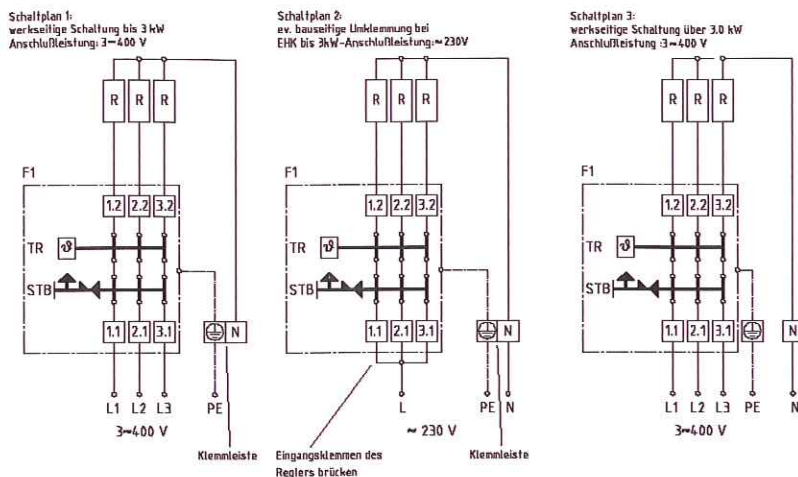 Schaltplan 1:
werkseitige Schaltung bis 3 kW
Anschlußleistung: 3~400 V
R R R
F1
1.2 2.2 3.2
TR ϑ
STB
1.1 2.1 3.1
N
L1 L2 L3 PE
3~400 V
Klemmleiste
Schaltplan 2:
ev. bauseitige Umklemmung bei
EHK bis 3kW-Anschlußleistung:~230V
R R R
F1
1.2 2.2 3.2
TR ϑ
STB
1.1 2.1 3.1
N
L PE N
~ 230 V
Eingangsklemmen des
Reglers brücken
Klemmleiste
Schaltplan 3:
werkseitige Schaltung über 3.0 kW
Anschlußleistung :3~400 V
R R R
F1
1.2 2.2 3.2
TR ϑ
STB
1.1 2.1 3.1
L1 L2 L3 PE N
3~400 V